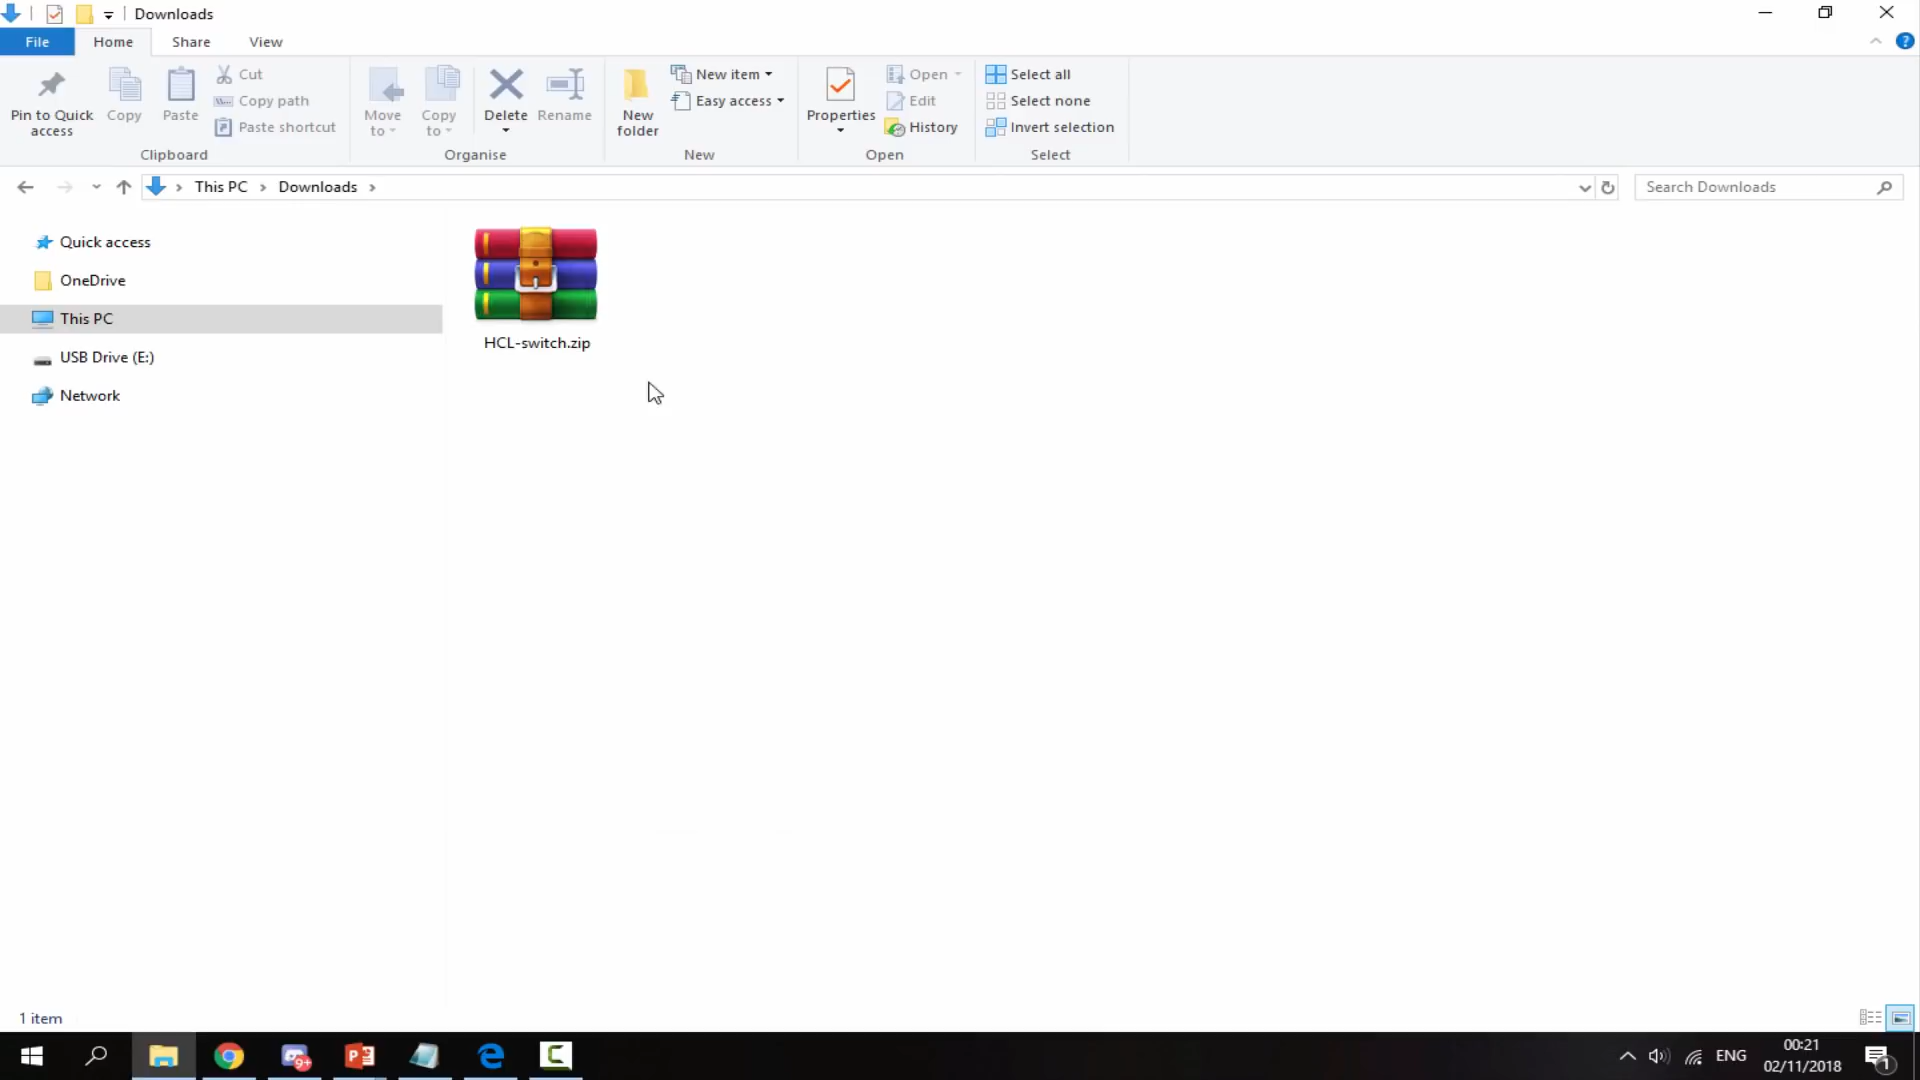 Downloads
File Home Share View
Pin to Quick access
Copy
Paste
Cut
Copy path
Paste shortcut
Clipboard
Move to
Copy to
Delete
Rename
Organise
New folder
New item
Easy access
New
Properties
Open
Edit
History
Open
Select all
Select none
Invert selection
Select
This PC > Downloads >
Search Downloads
Quick access
OneDrive
This PC
USB Drive (E:)
Network
HCL-switch.zip
1 item
9+
ENG
00:21
02/11/2018
1